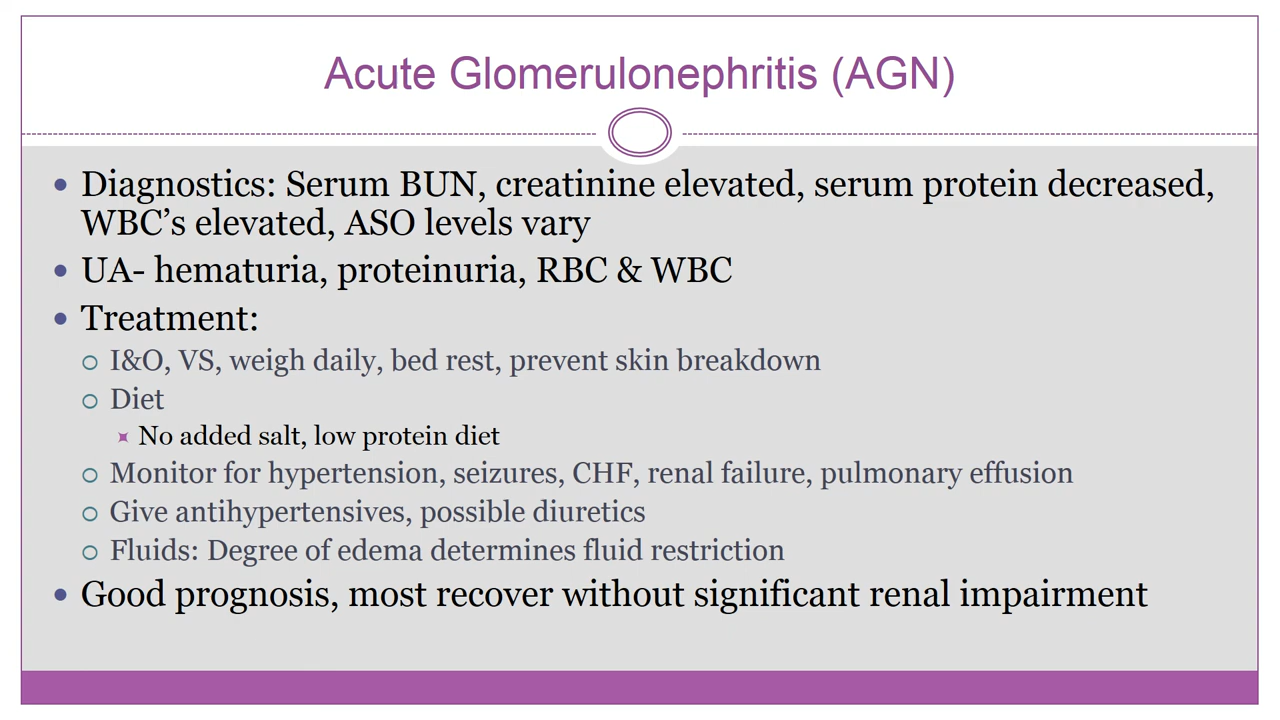 Acute Glomerulonephritis (AGN)
Diagnostics: Serum BUN, creatinine elevated, serum protein decreased,
WBC’s elevated, ASO levels vary
UA- hematuria, proteinuria, RBC & WBC
Treatment:
I&O, VS, weigh daily, bed rest, prevent skin breakdown
Diet
No added salt, low protein diet
Monitor for hypertension, seizures, CHF, renal failure, pulmonary effusion
Give antihypertensives, possible diuretics
Fluids: Degree of edema determines fluid restriction
Good prognosis, most recover without significant renal impairment